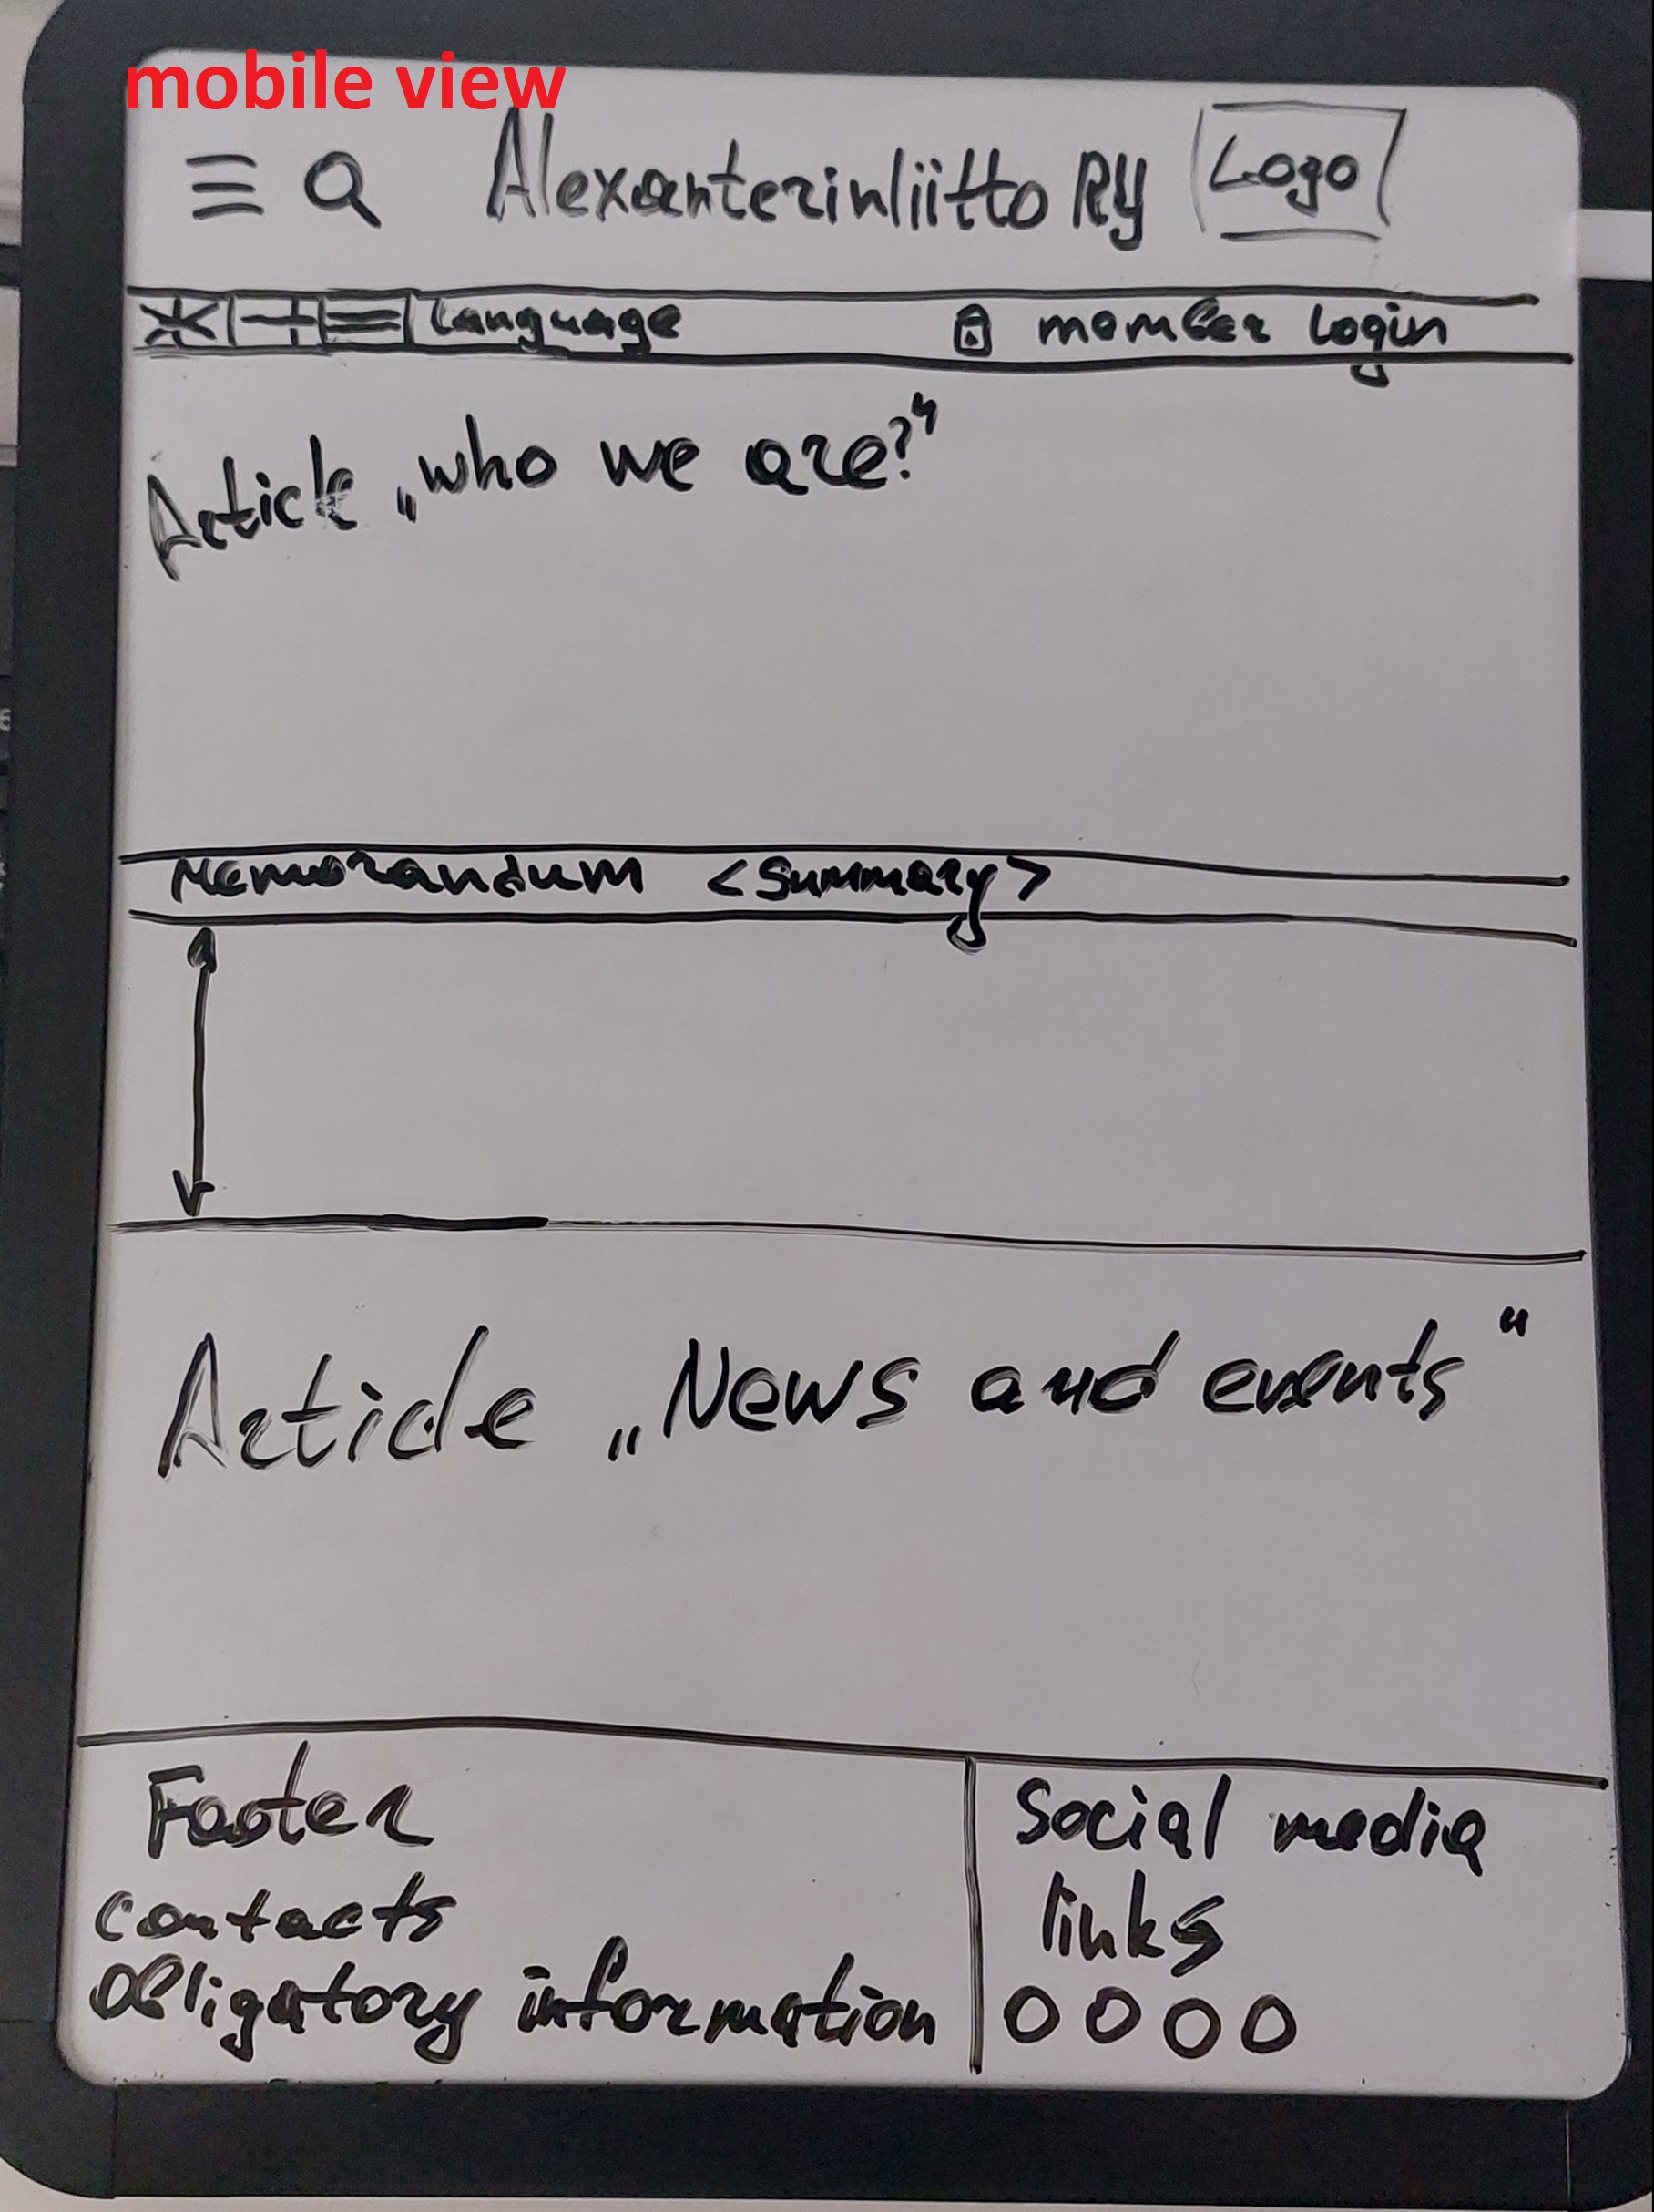 mobile view
Alexanterinliitto RY Logo
Language member login
Article „who we are?"
Memorandum <summary>
Article „News and events"
Footer
contacts
obligatory information
Social media
links